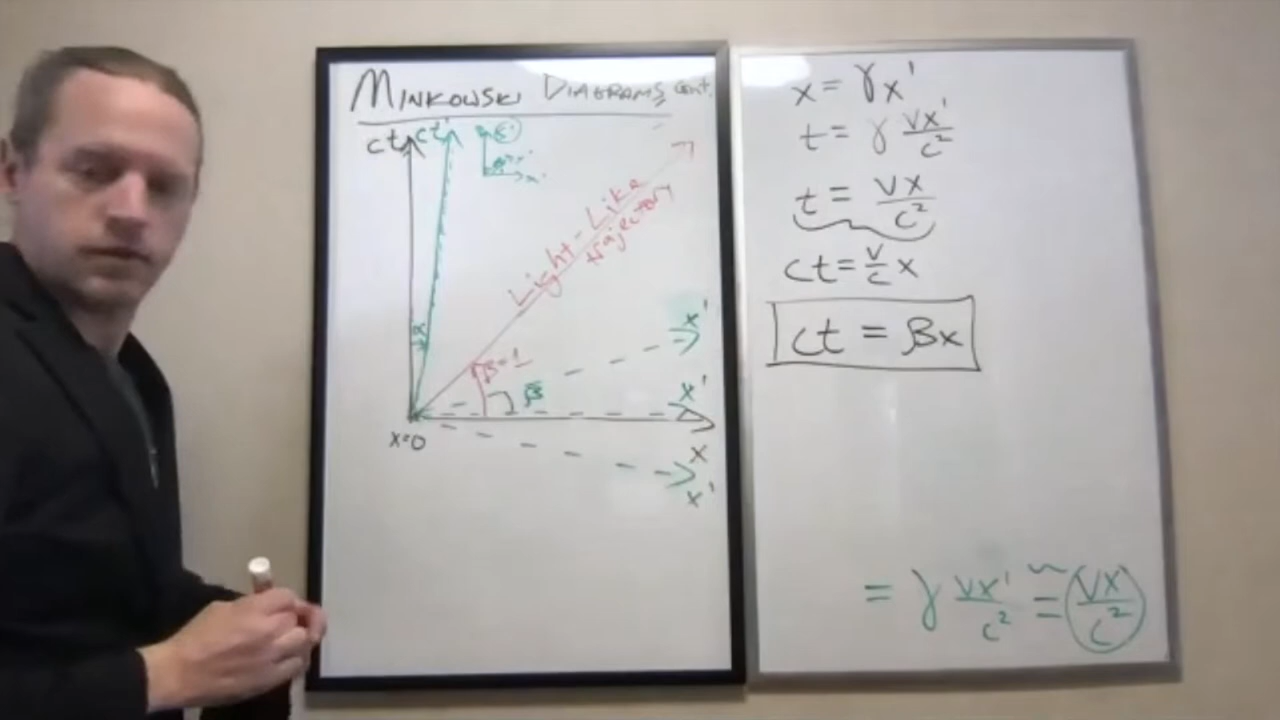 MINKOWSKI DIAGRAMS cont.
ct ct'
Light-Like
trajectory
x'
β=1
β
x'
x=0
x
x'
x = γx'
t = γ vx'/c²
t = vx/c²
ct = v/c x
ct = βx
= γ vx'/c² ≅ vx/c²